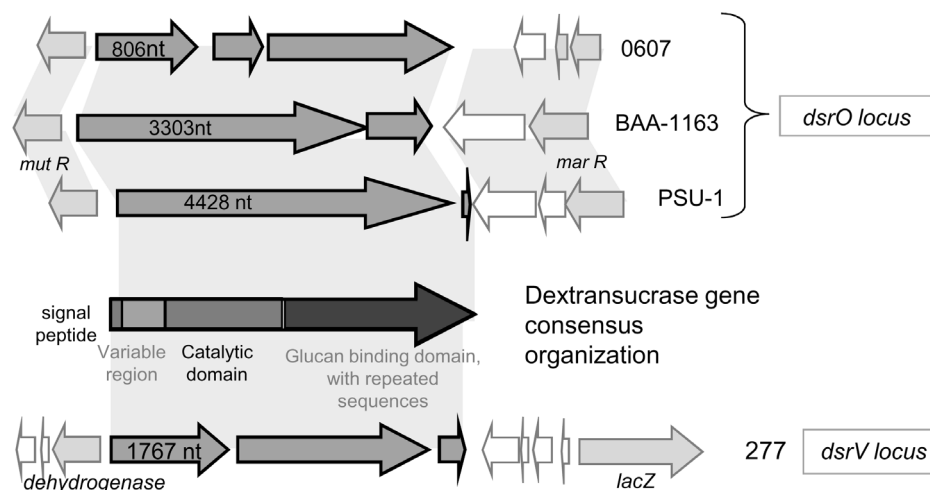 806nt
0607
3303nt
BAA-1163
dsrO locus
mut R
mar R
4428 nt
PSU-1
signal
peptide
Dextransucrase gene
consensus
organization
Variable
region
Catalytic
domain
Glucan binding domain,
with repeated
sequences
1767 nt
277
dsrV locus
dehydrogenase
lacZ